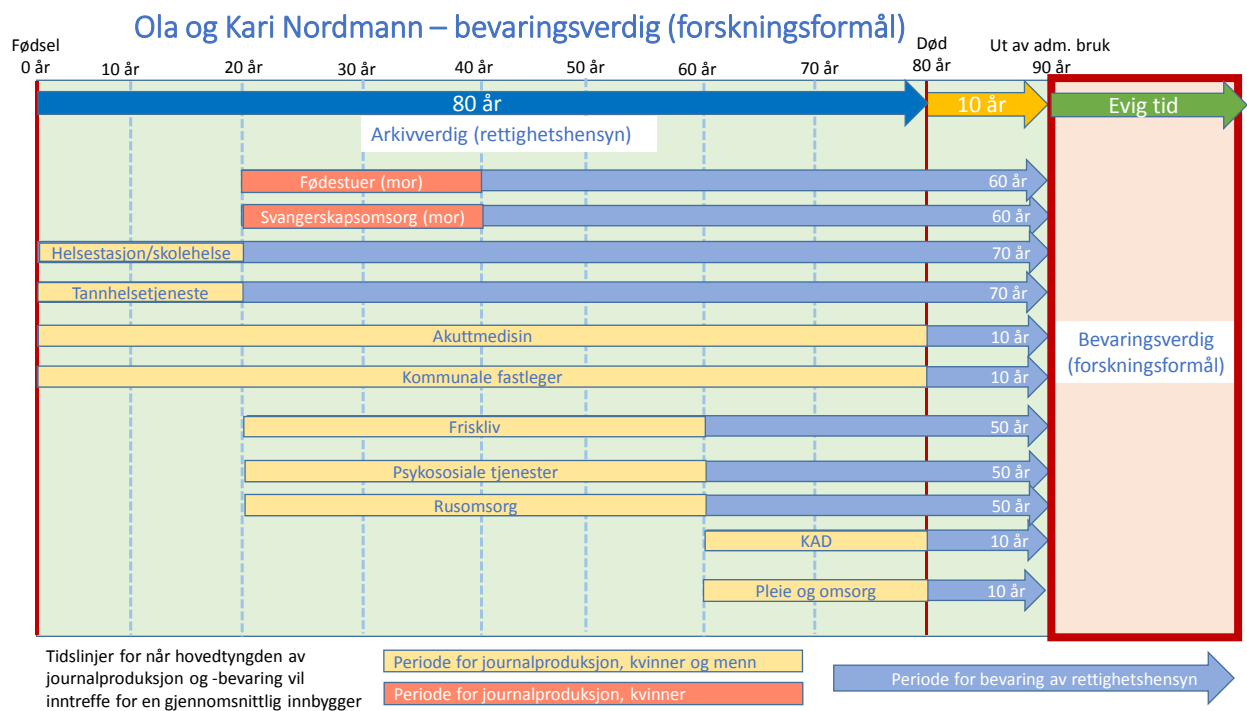 Ola og Kari Nordmann – bevaringsverdig (forskningsformål)
Fødsel
0 år
10 år
20 år
30 år
40 år
50 år
60 år
70 år
Død
80 år
Ut av adm. bruk
90 år
80 år
10 år
Evig tid
Arkivverdig (rettighetshensyn)
Fødestuer (mor)
60 år
Svangerskapsomsorg (mor)
60 år
Helsestasjon/skolehelse
70 år
Tannhelsetjeneste
70 år
Akuttmedisin
10 år
Kommunale fastleger
10 år
Bevaringsverdig
(forskningsformål)
Friskliv
50 år
Psykososiale tjenester
50 år
Rusomsorg
50 år
KAD
10 år
Pleie og omsorg
10 år
Tidslinjer for når hovedtyngden av
journalproduksjon og -bevaring vil
inntreffe for en gjennomsnittlig innbygger
Periode for journalproduksjon, kvinner og menn
Periode for journalproduksjon, kvinner
Periode for bevaring av rettighetshensyn